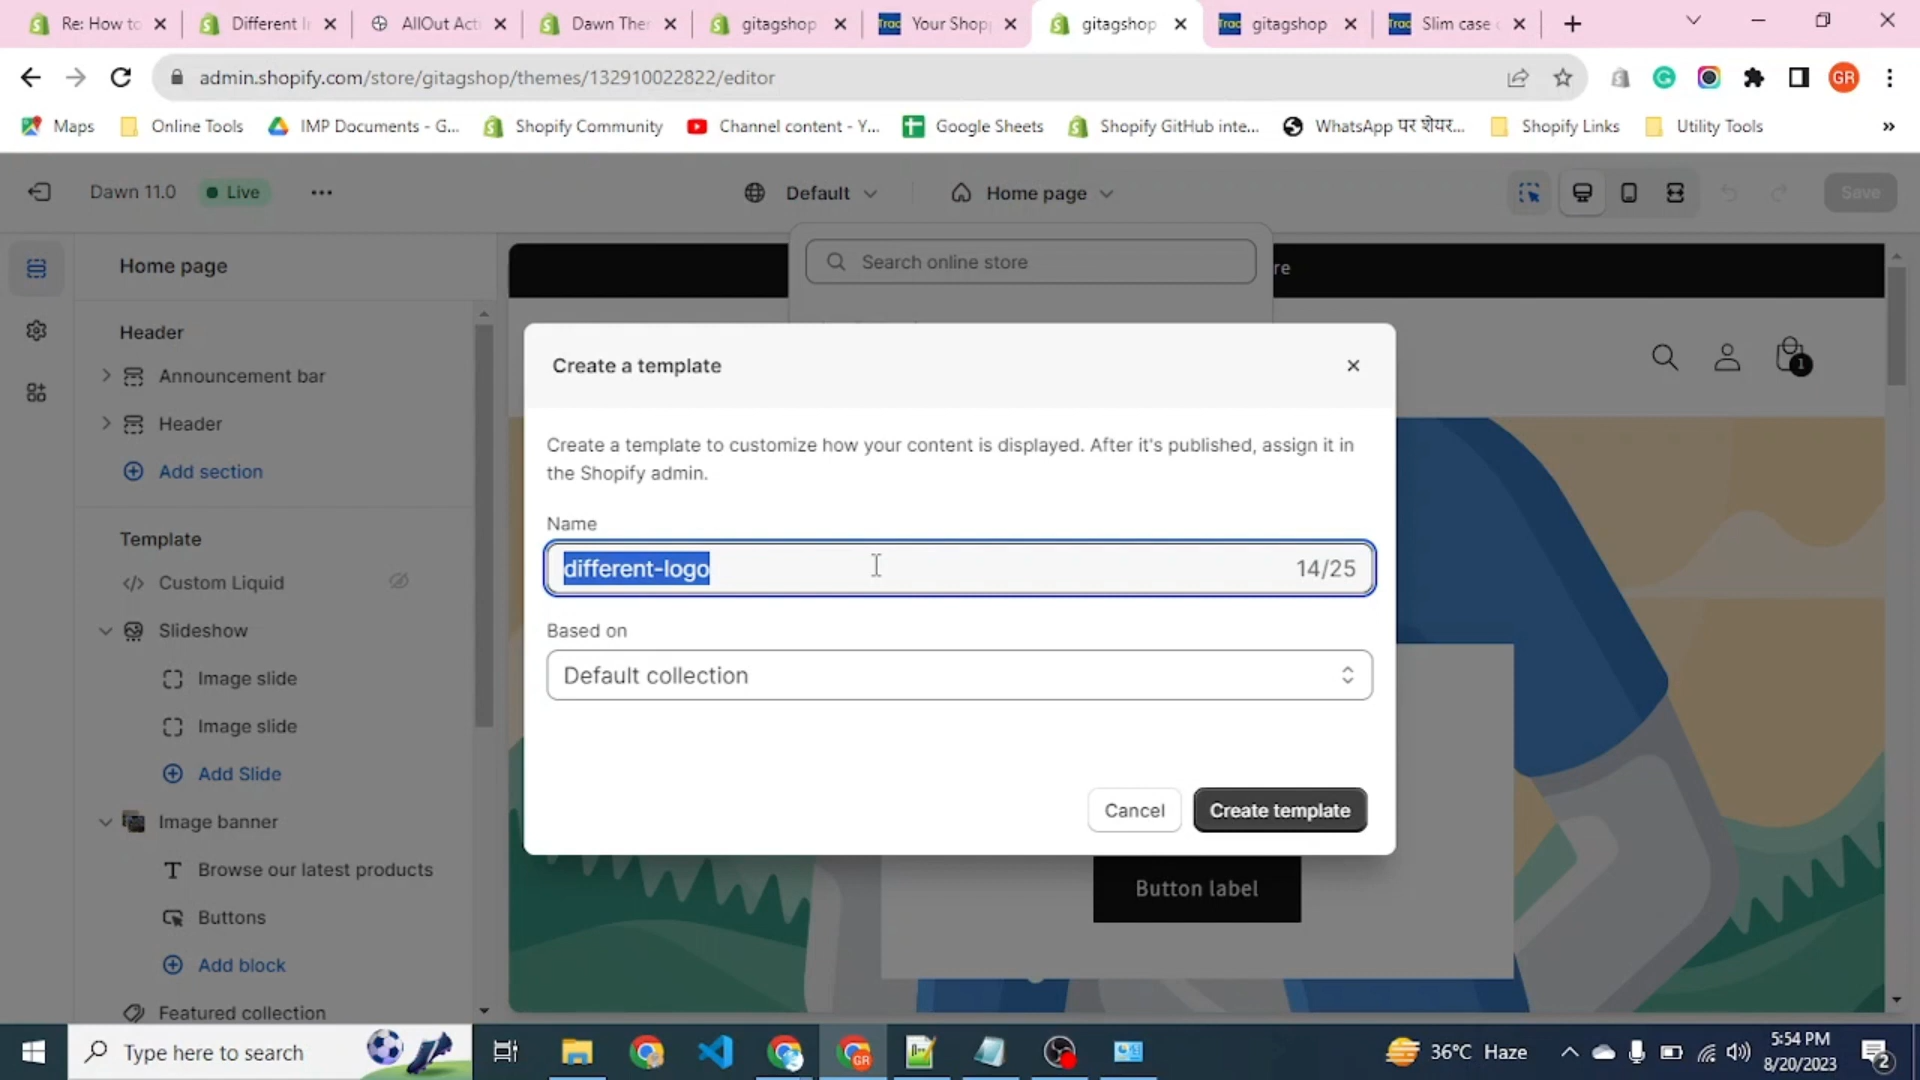 Re: How to
Different I
AllOut Acti
Dawn Ther
gitagshop
Your Shop
gitagshop
gitagshop
Slim case
admin.shopify.com/store/gitagshop/themes/132910022822/editor
GR
Maps
Online Tools
IMP Documents - G...
Shopify Community
Channel content - Y...
Google Sheets
Shopify GitHub inte...
WhatsApp पर शेयर...
Shopify Links
Utility Tools
»
Dawn 11.0
Live
Default
Home page
Save
Home page
Search online store
re
Header
Announcement bar
Header
Add section
Template
Custom Liquid
Slideshow
Image slide
Image slide
Add Slide
Image banner
Browse our latest products
Buttons
Add block
Featured collection
1
Create a template
Create a template to customize how your content is displayed. After it's published, assign it in
the Shopify admin.
Name
different-logo
14/25
Based on
Default collection
Cancel
Create template
Button label
Type here to search
GR
36°C Haze
5:54 PM
8/20/2023
2